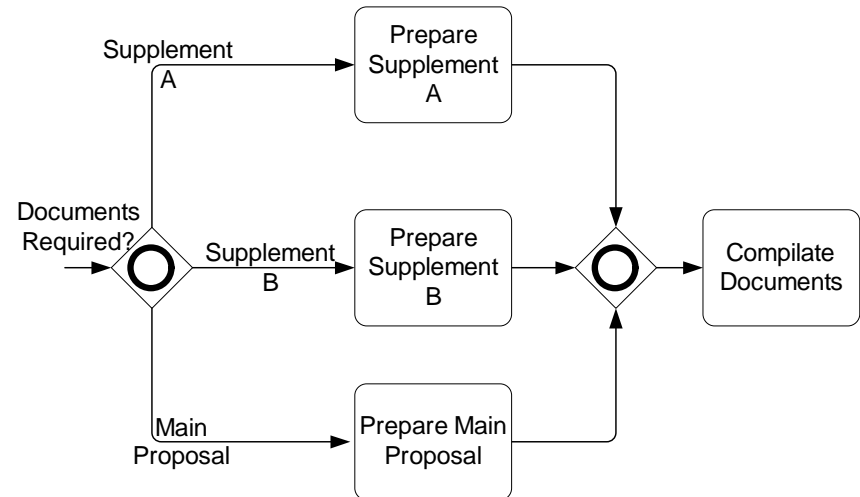 Supplement
A
Prepare
Supplement
A
Documents
Required?
Supplement
B
Prepare
Supplement
B
Compilate
Documents
Main
Proposal
Prepare Main
Proposal